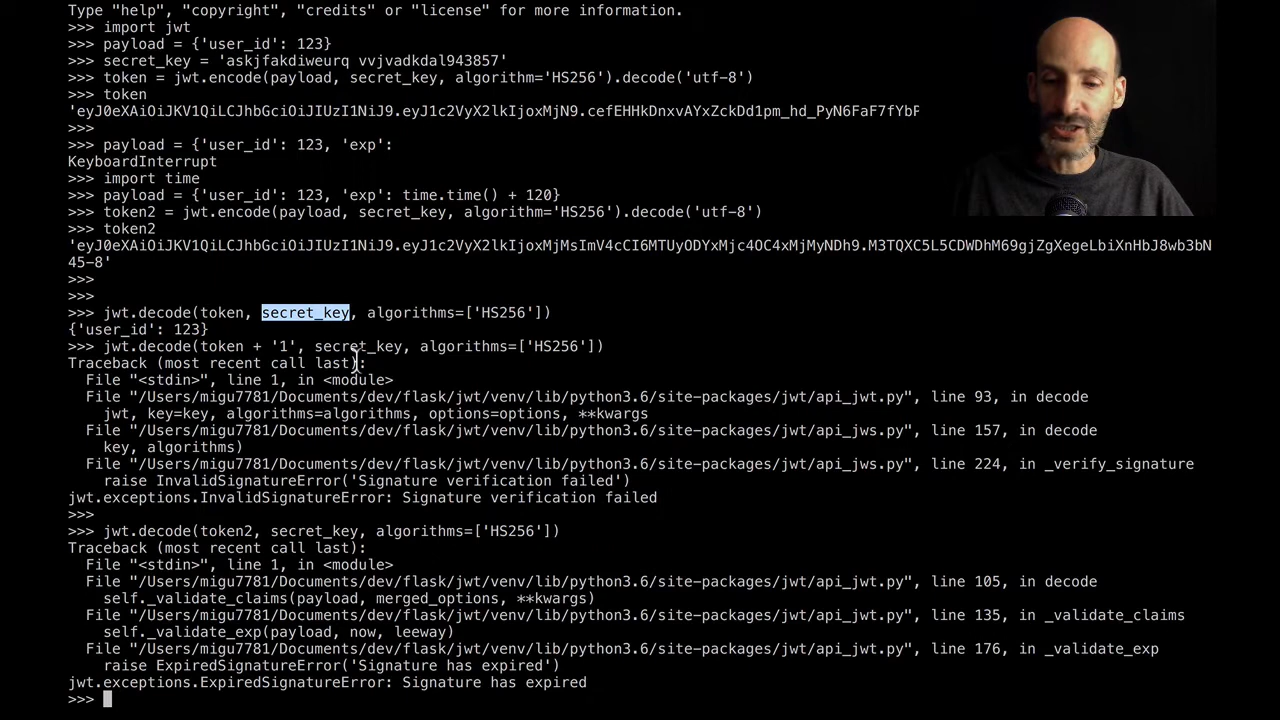 Type "help", "copyright", "credits" or "license" for more information.
>>> import jwt
>>> payload = {'user_id': 123}
>>> secret_key = 'askjfakdiweurq vvjvadkdal943857'
>>> token = jwt.encode(payload, secret_key, algorithm='HS256').decode('utf-8')
>>> token
'eyJ0eXAiOiJKV1QiLCJhbGciOiJIUzI1NiJ9.eyJ1c2VyX2lkIjoxMjN9.cefEHHkDnxvAYxZckDd1pm_hd_PyN6FaF7fYbF
>>>
>>> payload = {'user_id': 123, 'exp':
KeyboardInterrupt
>>> import time
>>> payload = {'user_id': 123, 'exp': time.time() + 120}
>>> token2 = jwt.encode(payload, secret_key, algorithm='HS256').decode('utf-8')
>>> token2
'eyJ0eXAiOiJKV1QiLCJhbGciOiJIUzI1NiJ9.eyJ1c2VyX2lkIjoxMjMsImV4cCI6MTUyODYxMjc4OC4xMjMyNDh9.M3TQXC5L5CDWDhM69gjZgXegeLbiXnHbJ8wb3bN
45-8'
>>>
>>>
>>> jwt.decode(token, secret_key, algorithms=['HS256'])
{'user_id': 123}
>>> jwt.decode(token + '1', secret_key, algorithms=['HS256'])
Traceback (most recent call last):
File "<stdin>", line 1, in <module>
File "/Users/migu7781/Documents/dev/flask/jwt/venv/lib/python3.6/site-packages/jwt/api_jwt.py", line 93, in decode
jwt, key=key, algorithms=algorithms, options=options, **kwargs
File "/Users/migu7781/Documents/dev/flask/jwt/venv/lib/python3.6/site-packages/jwt/api_jws.py", line 157, in decode
key, algorithms)
File "/Users/migu7781/Documents/dev/flask/jwt/venv/lib/python3.6/site-packages/jwt/api_jws.py", line 224, in _verify_signature
raise InvalidSignatureError('Signature verification failed')
jwt.exceptions.InvalidSignatureError: Signature verification failed
>>>
>>> jwt.decode(token2, secret_key, algorithms=['HS256'])
Traceback (most recent call last):
File "<stdin>", line 1, in <module>
File "/Users/migu7781/Documents/dev/flask/jwt/venv/lib/python3.6/site-packages/jwt/api_jwt.py", line 105, in decode
self._validate_claims(payload, merged_options, **kwargs)
File "/Users/migu7781/Documents/dev/flask/jwt/venv/lib/python3.6/site-packages/jwt/api_jwt.py", line 135, in _validate_claims
self._validate_exp(payload, now, leeway)
File "/Users/migu7781/Documents/dev/flask/jwt/venv/lib/python3.6/site-packages/jwt/api_jwt.py", line 176, in _validate_exp
raise ExpiredSignatureError('Signature has expired')
jwt.exceptions.ExpiredSignatureError: Signature has expired
>>>